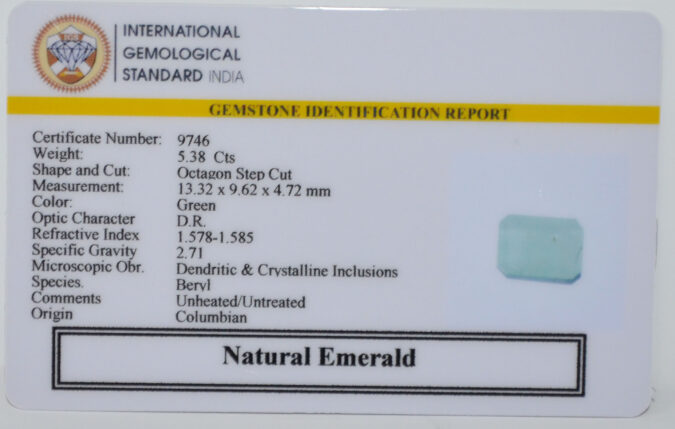 INTERNATIONAL
GEMOLOGICAL
STANDARD INDIA
GEMSTONE IDENTIFICATION REPORT
Certificate Number: 9746
Weight: 5.38 Cts
Shape and Cut: Octagon Step Cut
Measurement: 13.32 x 9.62 x 4.72 mm
Color: Green
Optic Character D.R.
Refractive Index 1.578-1.585
Specific Gravity 2.71
Microscopic Obr. Dendritic & Crystalline Inclusions
Species. Beryl
Comments Unheated/Untreated
Origin Columbian
Natural Emerald